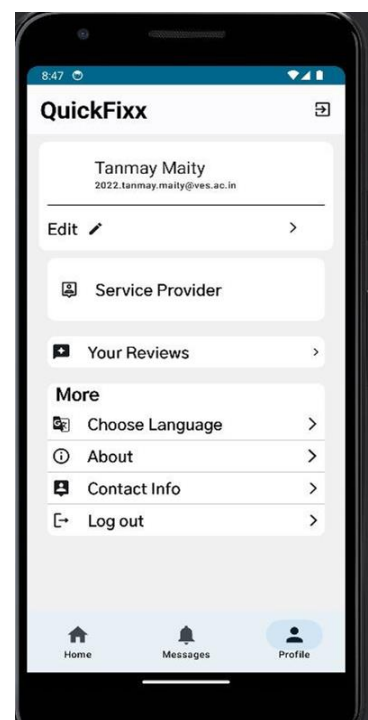 8:47
QuickFixx
Tanmay Maity
2022.tanmay.maity@ves.ac.in
Edit
Service Provider
Your Reviews
More
Choose Language
About
Contact Info
Log out
Home Messages Profile